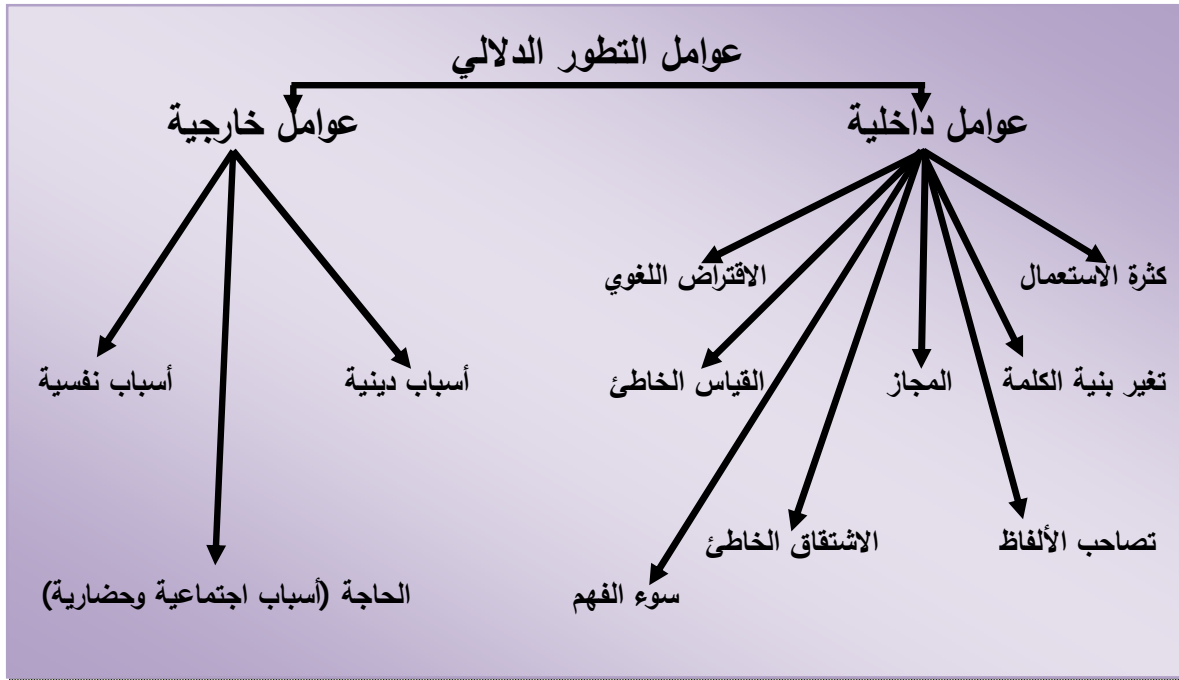 عوامل التطور الدلالي
عوامل داخلية
عوامل خارجية
كثرة الاستعمال
الاقتراض اللغوي
تغير بنية الكلمة
المجاز
القياس الخاطئ
أسباب دينية
أسباب نفسية
تصاحب الألفاظ
الاشتقاق الخاطئ
سوء الفهم
الحاجة (أسباب اجتماعية وحضارية)